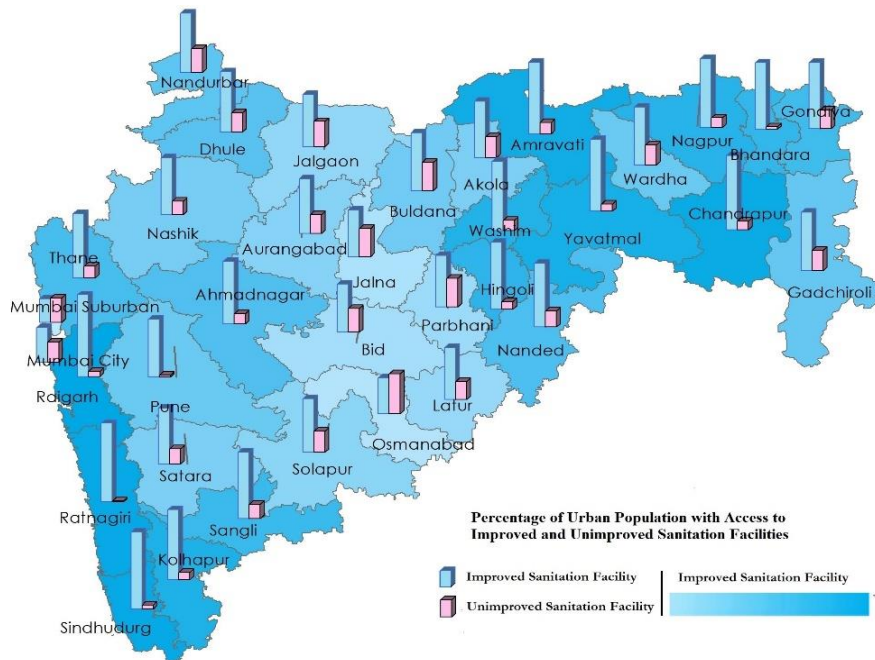 Nandurbar
Dhule
Jalgaon
Amravati
Nagpur
Gondiya
Bhandara
Akola
Wardha
Buldana
Nashik
Aurangabad
Washim
Yavatmal
Chandrapur
Thane
Jalna
Hingoli
Gadchiroli
Ahmadnagar
Mumbai Suburban
Parbhani
Nanded
Bid
Mumbai City
Raigarh
Pune
Latur
Osmanabad
Satara
Solapur
Ratnagiri
Sangli
Kolhapur
Sindhudurg
Percentage of Urban Population with Access to
Improved and Unimproved Sanitation Facilities
Improved Sanitation Facility
Unimproved Sanitation Facility
Improved Sanitation Facility